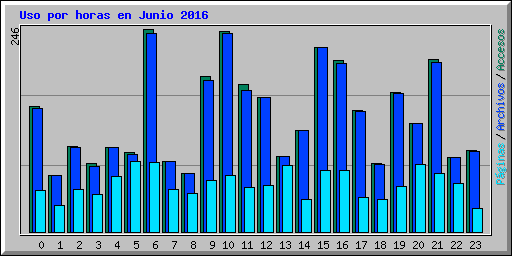 Uso por horas en Junio 2016
246
Páginas / Archivos / Accesos
0 1 2 3 4 5 6 7 8 9 10 11 12 13 14 15 16 17 18 19 20 21 22 23